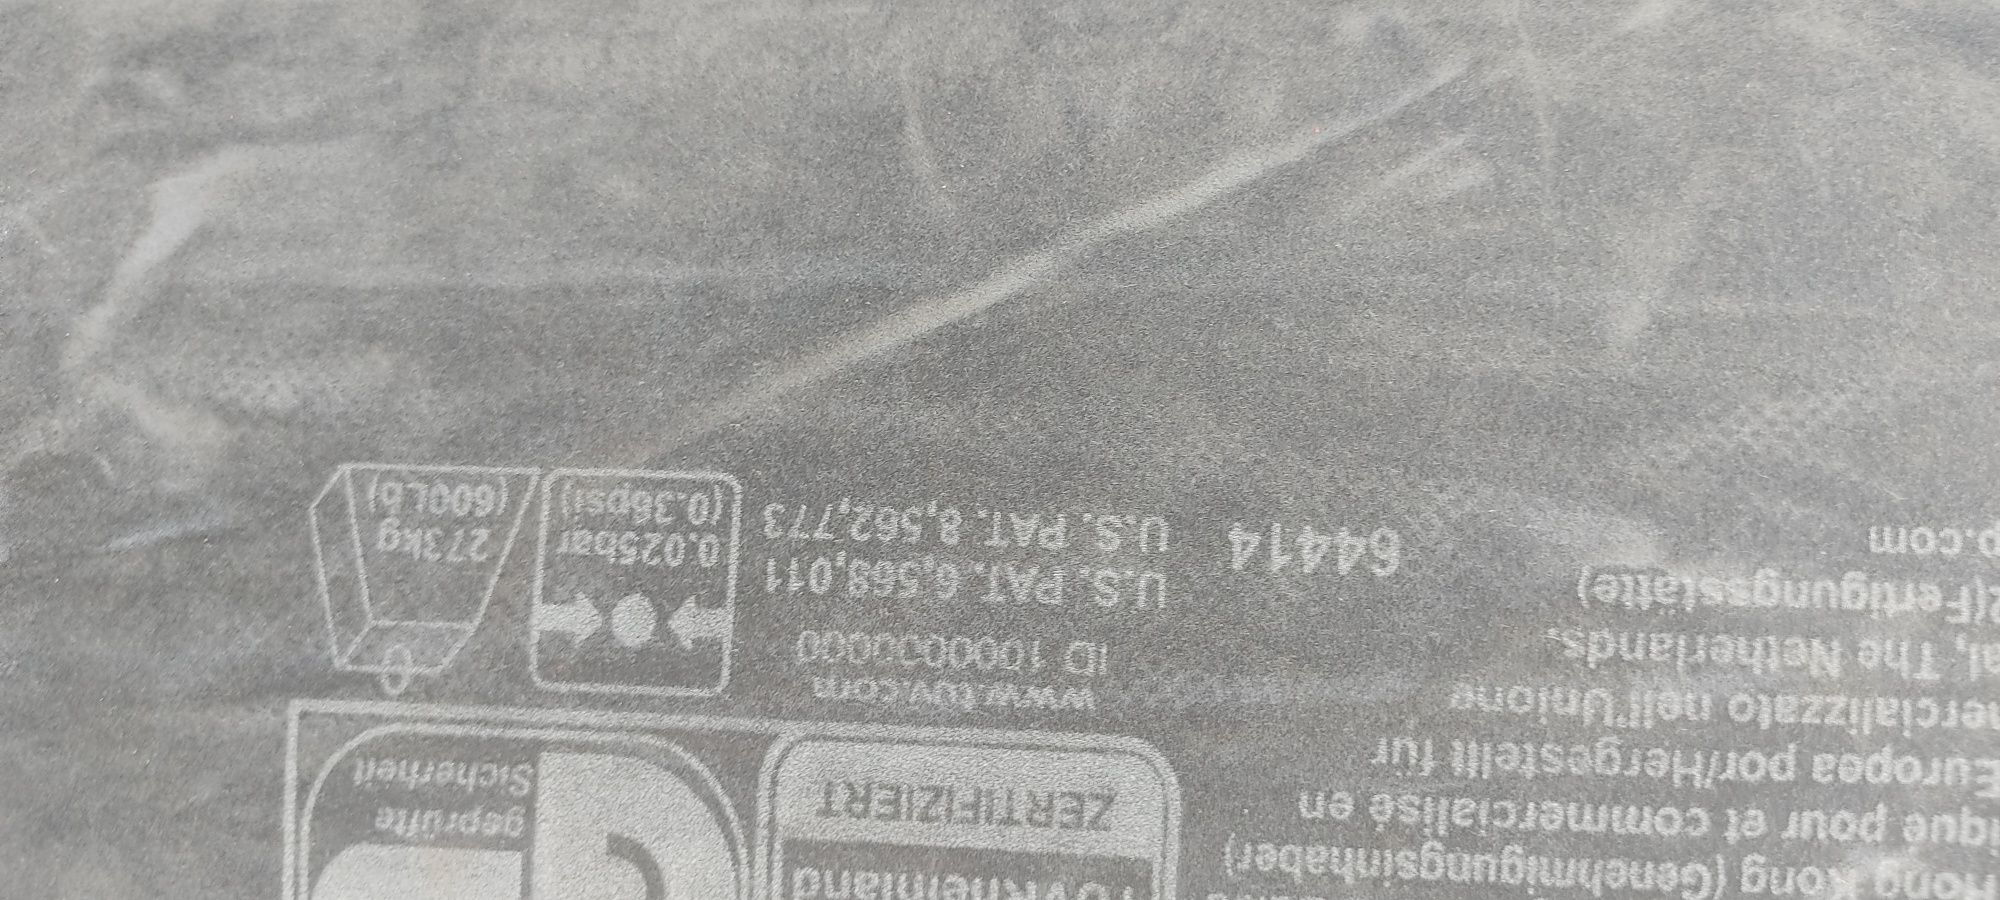 Hong Kong (Genehmigungsinhaber)
ique pour et commercialisé en
Europea por/Hergestellt für
ercializzato nell'Unione
al, The Netherlands.
(Fertigungsstätte)
p.com
64414
TÜVRheinland
ZERTIFIZIERT
www.tuv.com
ID 1000000000
U.S. PAT. 6,568,011
U.S. PAT. 8,562,773
geprüfte
Sicherheit
0.025bar
(0.36psi)
273kg
(600Lb)